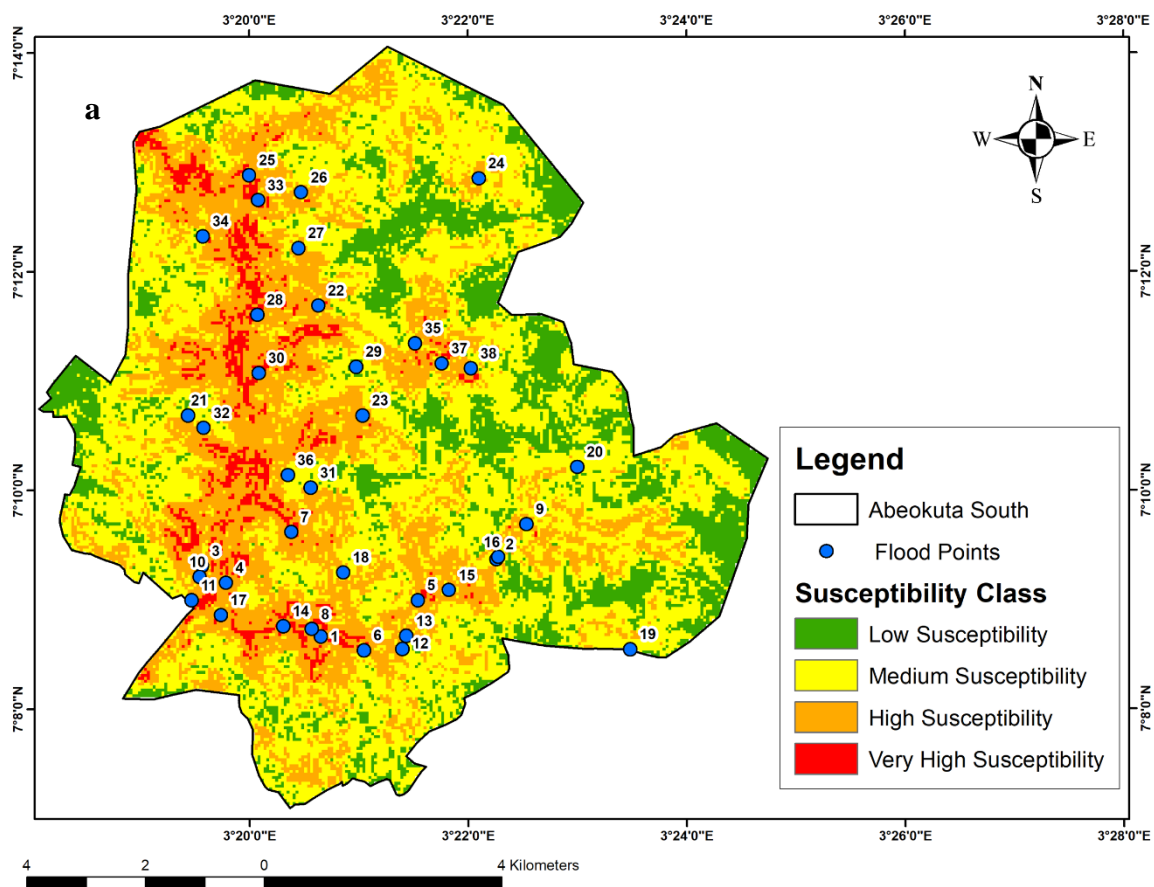 3°20'0"E 3°22'0"E 3°24'0"E 3°26'0"E 3°28'0"E
7°14'0"N 7°14'0"N
a
N
W E
S
25
24
33 26
34
27
7°12'0"N 7°12'0"N
22
28
35
37
29 38
30
21
23
32
20
36
31
7°10'0"N 7°10'0"N
9
7
16 2
3
18
10 4
15
5
11
17
14 8
13
1
6 12
19
7°8'0"N 7°8'0"N
Legend
Abeokuta South
Flood Points
Susceptibility Class
Low Susceptibility
Medium Susceptibility
High Susceptibility
Very High Susceptibility
3°20'0"E 3°22'0"E 3°24'0"E 3°26'0"E 3°28'0"E
4 2 0 4 Kilometers